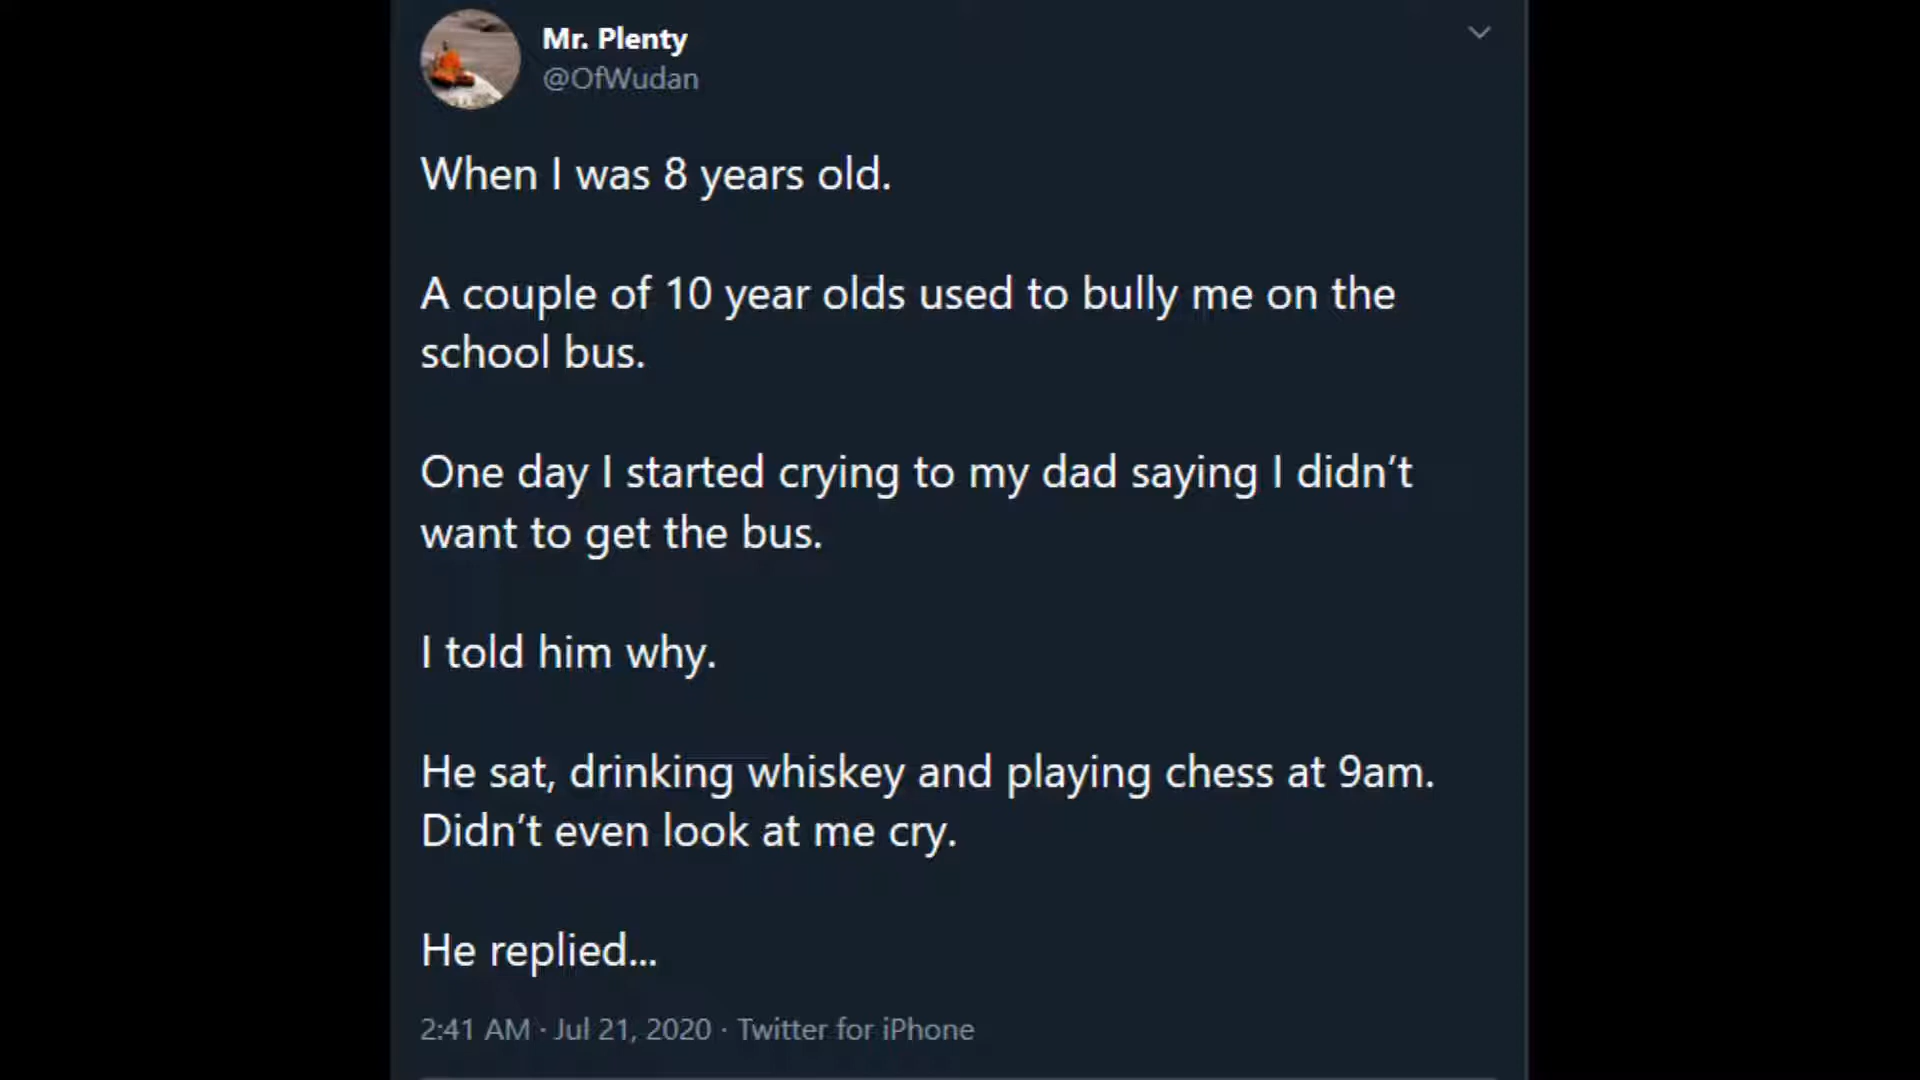 Mr. Plenty
@OfWudan
When I was 8 years old.
A couple of 10 year olds used to bully me on the
school bus.
One day I started crying to my dad saying I didn’t
want to get the bus.
I told him why.
He sat, drinking whiskey and playing chess at 9am.
Didn’t even look at me cry.
He replied...
2:41 AM · Jul 21, 2020 · Twitter for iPhone